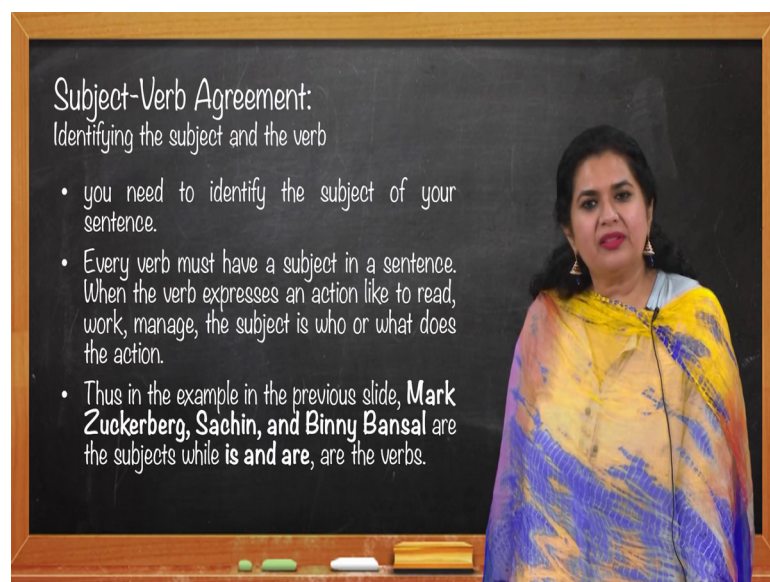 Subject-Verb Agreement:
Identifying the subject and the verb
• you need to identify the subject of your
sentence.
• Every verb must have a subject in a sentence.
When the verb expresses an action like to read,
work, manage, the subject is who or what does
the action.
• Thus in the example in the previous slide, Mark
Zuckerberg, Sachin, and Binny Bansal are
the subjects while is and are, are the verbs.